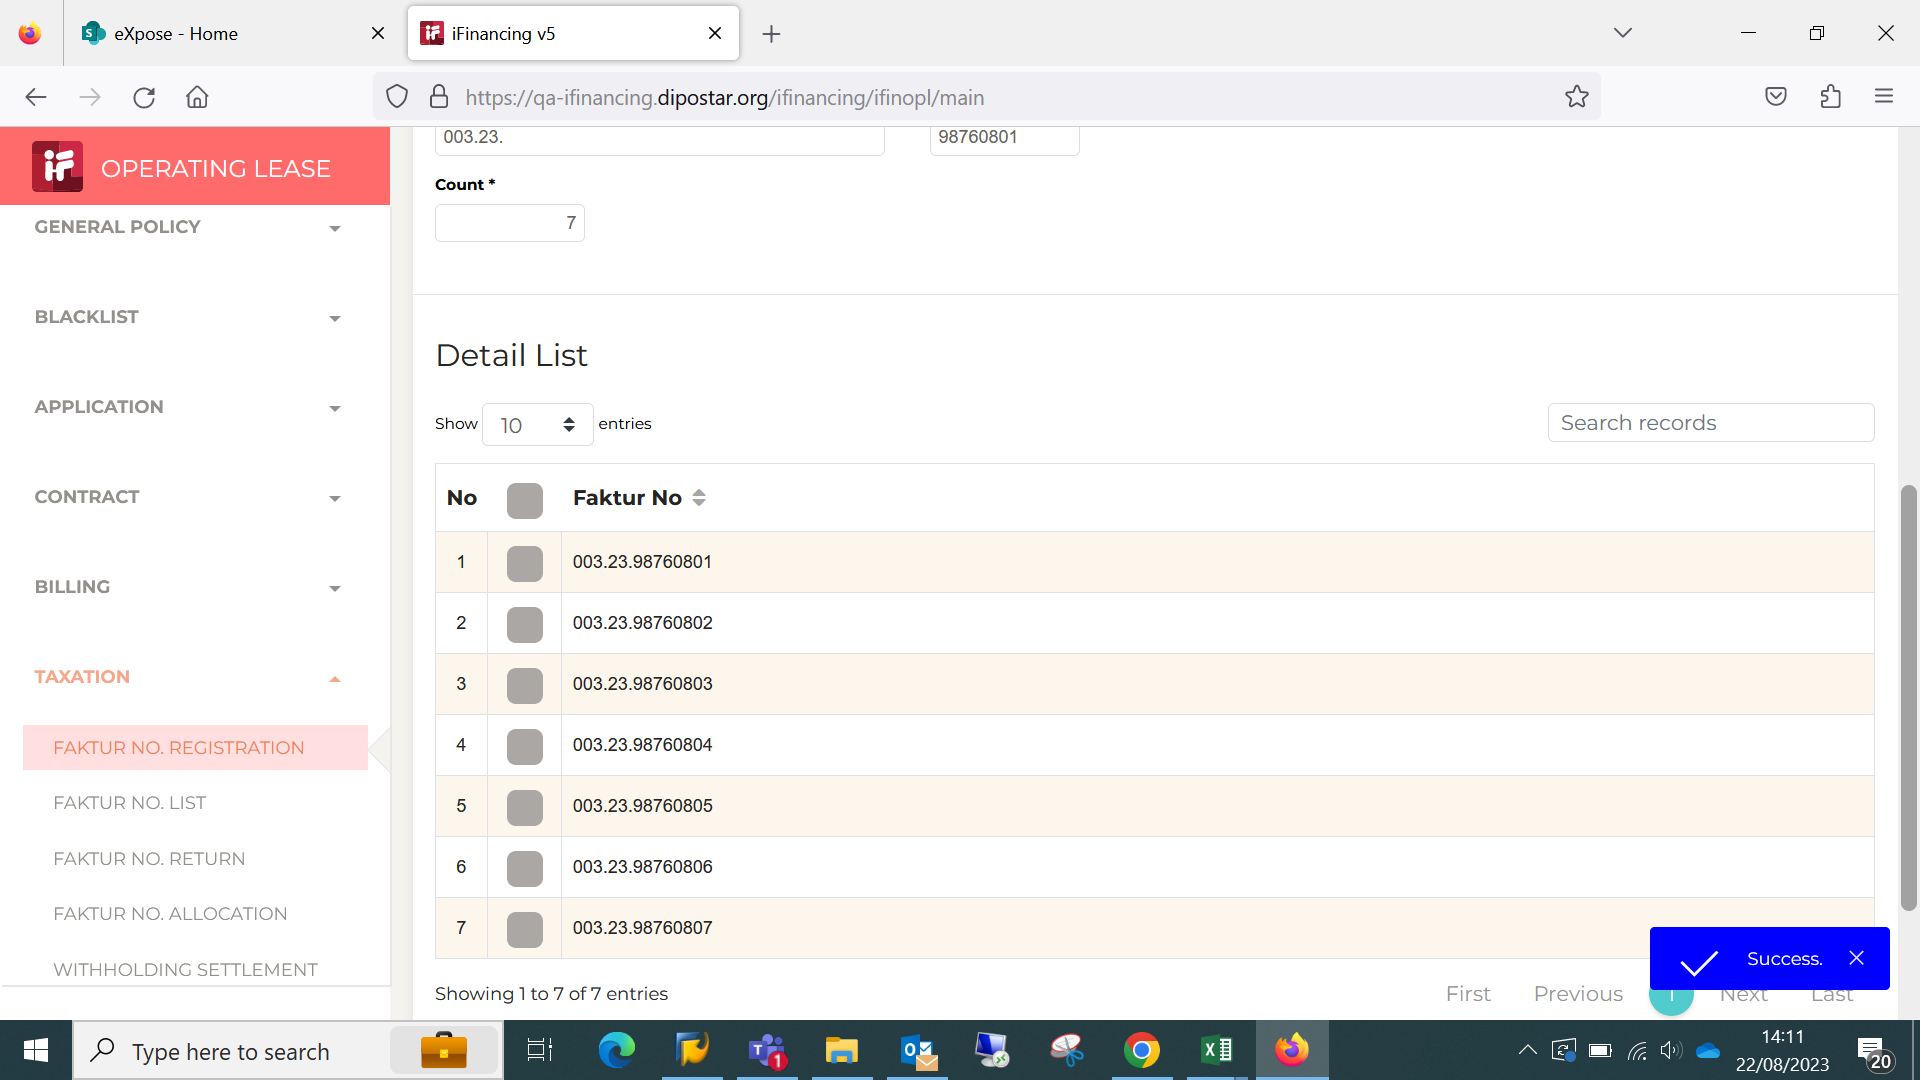 eXpose - Home
iFinancing v5
https://qa-ifinancing.dipostar.org/ifinancing/ifinopl/main
iF OPERATING LEASE
GENERAL POLICY
BLACKLIST
APPLICATION
CONTRACT
BILLING
TAXATION
FAKTUR NO. REGISTRATION
FAKTUR NO. LIST
FAKTUR NO. RETURN
FAKTUR NO. ALLOCATION
WITHHOLDING SETTLEMENT
003.23. 98760801
Count *
7
Detail List
Show 10 entries
Search records
No Faktur No
1 003.23.98760801
2 003.23.98760802
3 003.23.98760803
4 003.23.98760804
5 003.23.98760805
6 003.23.98760806
7 003.23.98760807
Showing 1 to 7 of 7 entries
First Previous 1 Next Last
Success.
Type here to search
1
14:11
22/08/2023
20